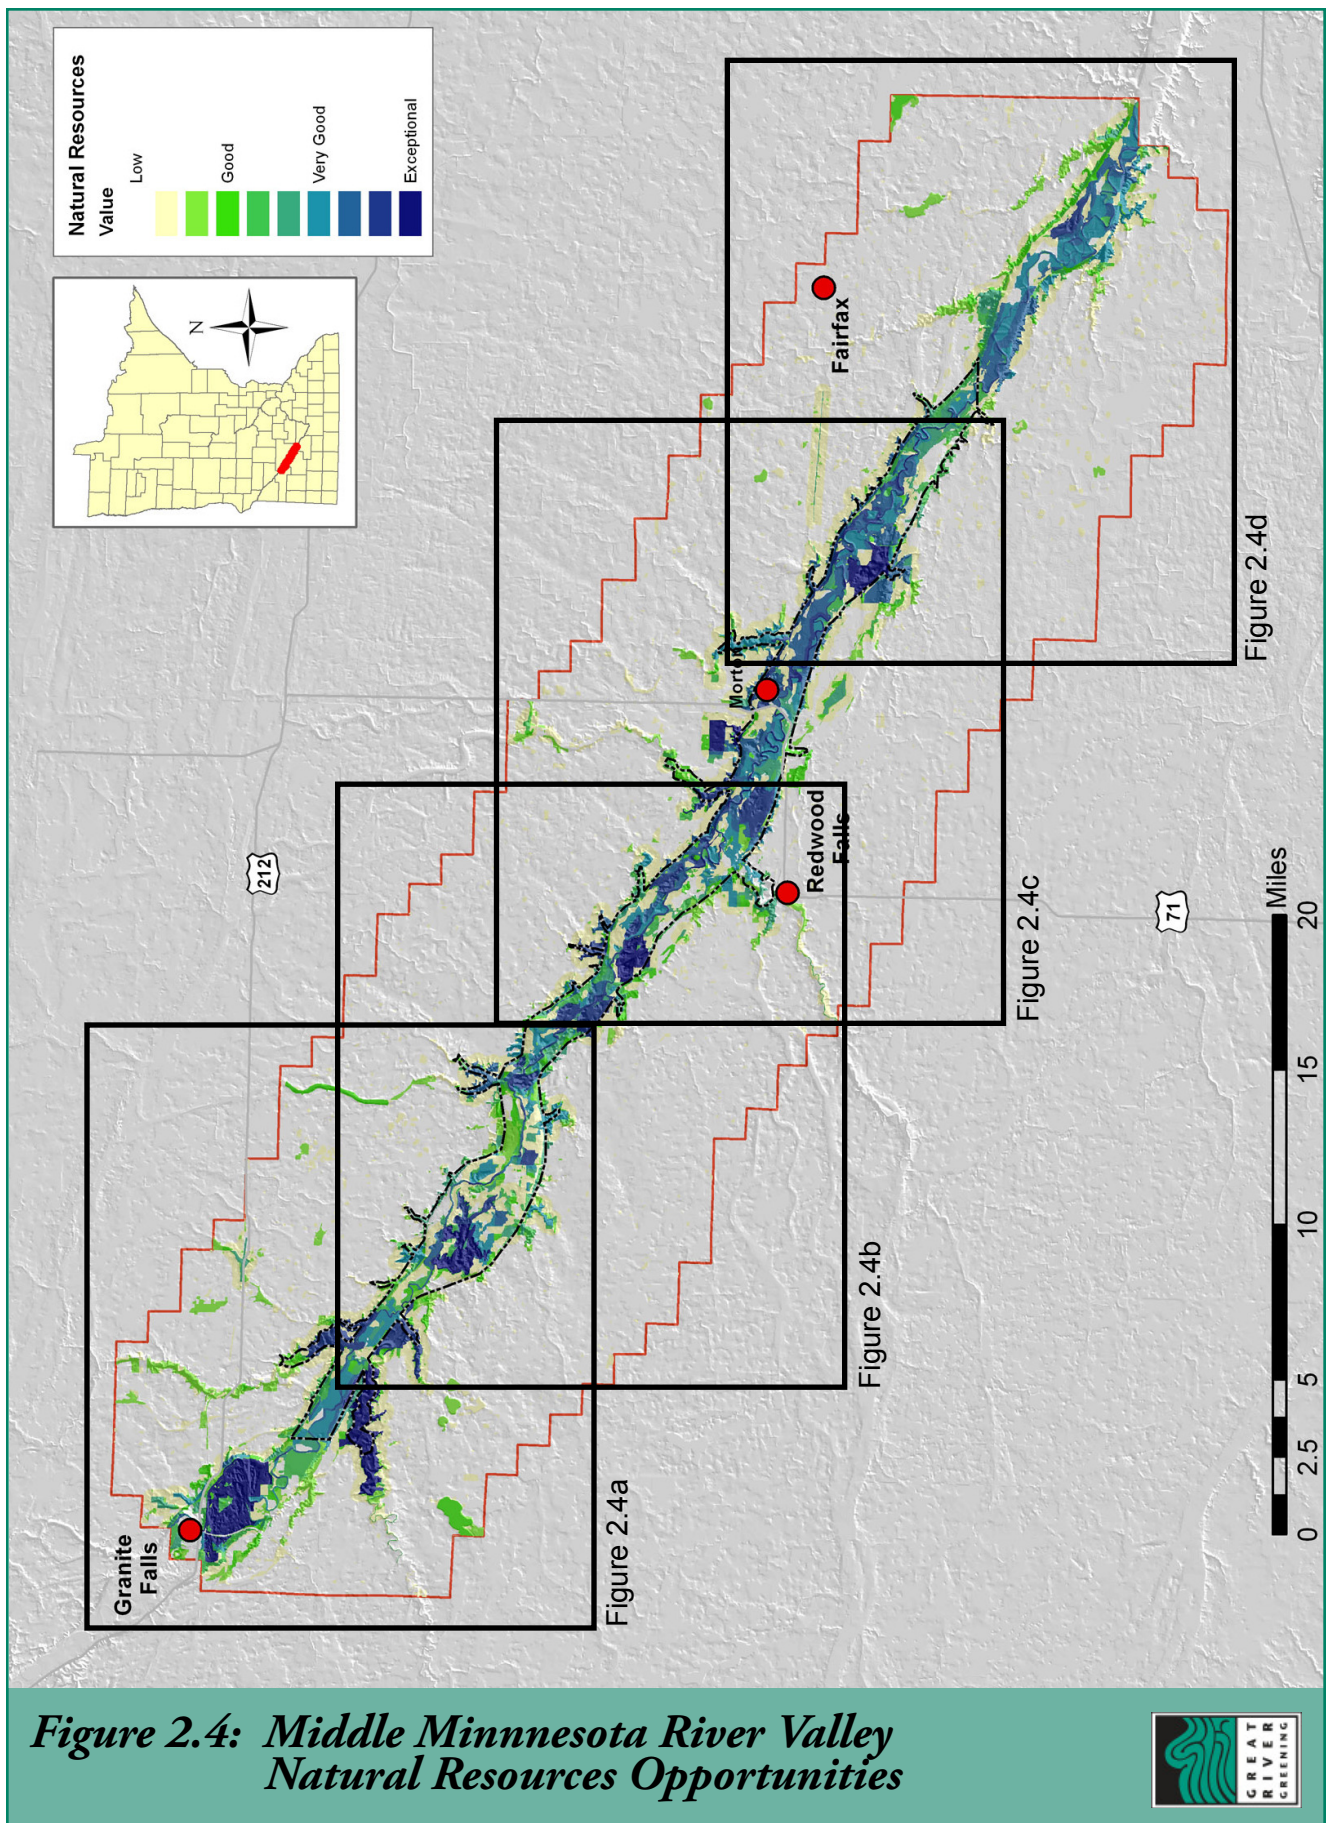 Natural Resources
Value
Low
Good
Very Good
Exceptional
N
212
Fairfax
Morton
Redwood
Falls
Granite
Falls
71
Figure 2.4a
Figure 2.4b
Figure 2.4c
Figure 2.4d
0 2.5 5 10 15 20
Miles
Figure 2.4: Middle Minnnesota River Valley
Natural Resources Opportunities
GREAT
RIVER
GREENING